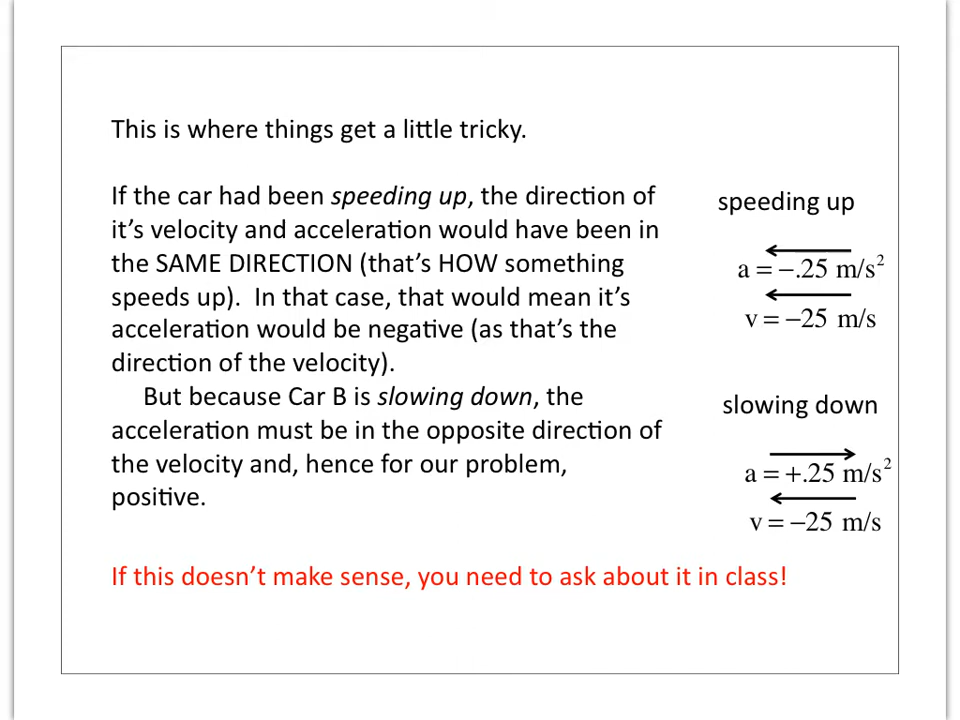 This is where things get a little tricky.
If the car had been speeding up, the direction of
it’s velocity and acceleration would have been in
the SAME DIRECTION (that’s HOW something
speeds up).  In that case, that would mean it’s
acceleration would be negative (as that’s the
direction of the velocity).
But because Car B is slowing down, the
acceleration must be in the opposite direction of
the velocity and, hence for our problem,
positive.
speeding up
a = −.25 m/s²
v = −25 m/s
slowing down
a = +.25 m/s²
v = −25 m/s
If this doesn’t make sense, you need to ask about it in class!